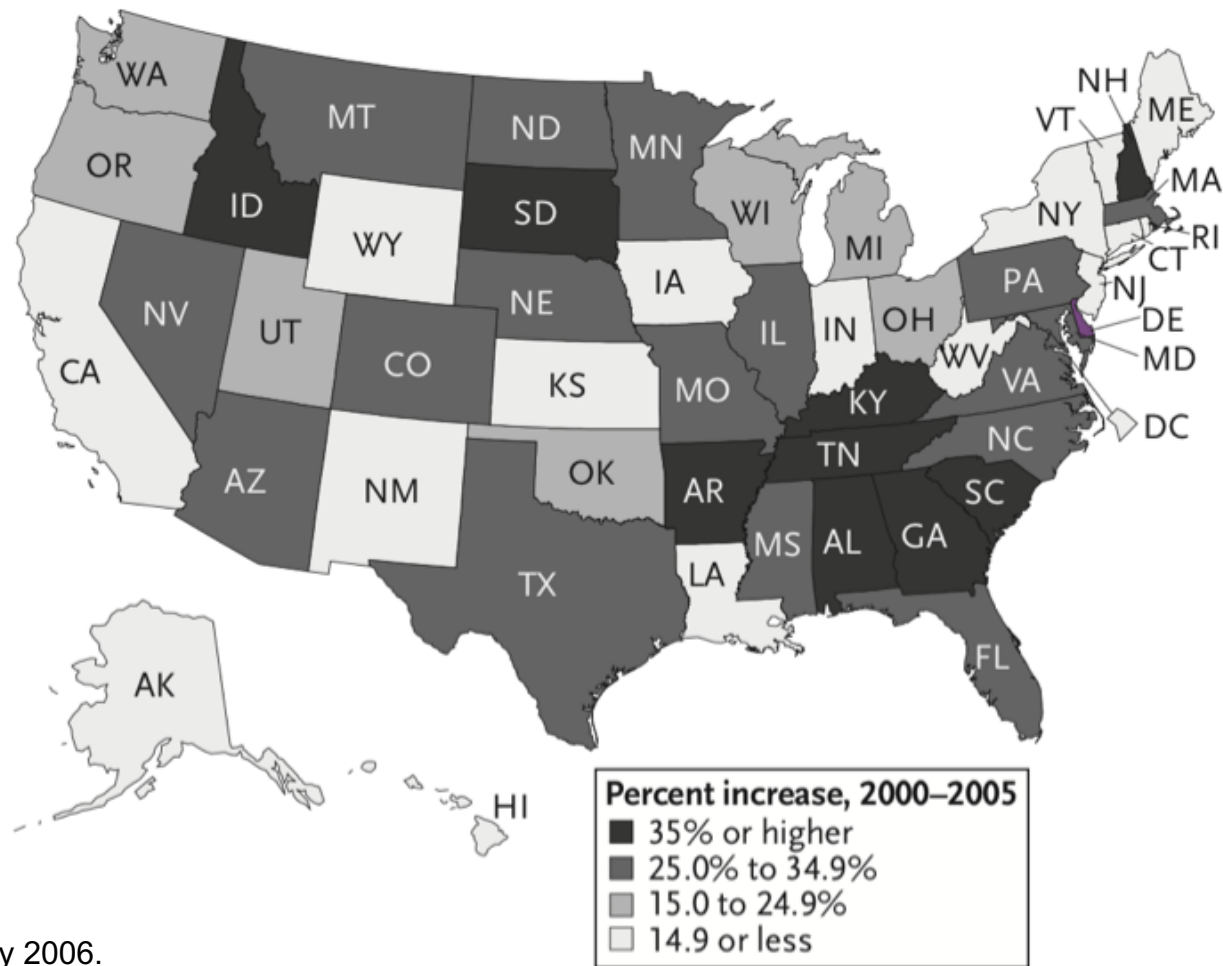 WA
MT
ND
MN
OR
ID
SD
WI
MI
WY
IA
NE
NV
UT
CO
CA
KS
MO
IL
IN
OH
PA
NY
VT
NH
ME
MA
RI
CT
NJ
DE
MD
DC
WV
VA
KY
NC
TN
SC
AZ
NM
OK
AR
MS
AL
GA
LA
TX
FL
AK
HI
Percent increase, 2000–2005
35% or higher
25.0% to 34.9%
15.0 to 24.9%
14.9 or less
y 2006.